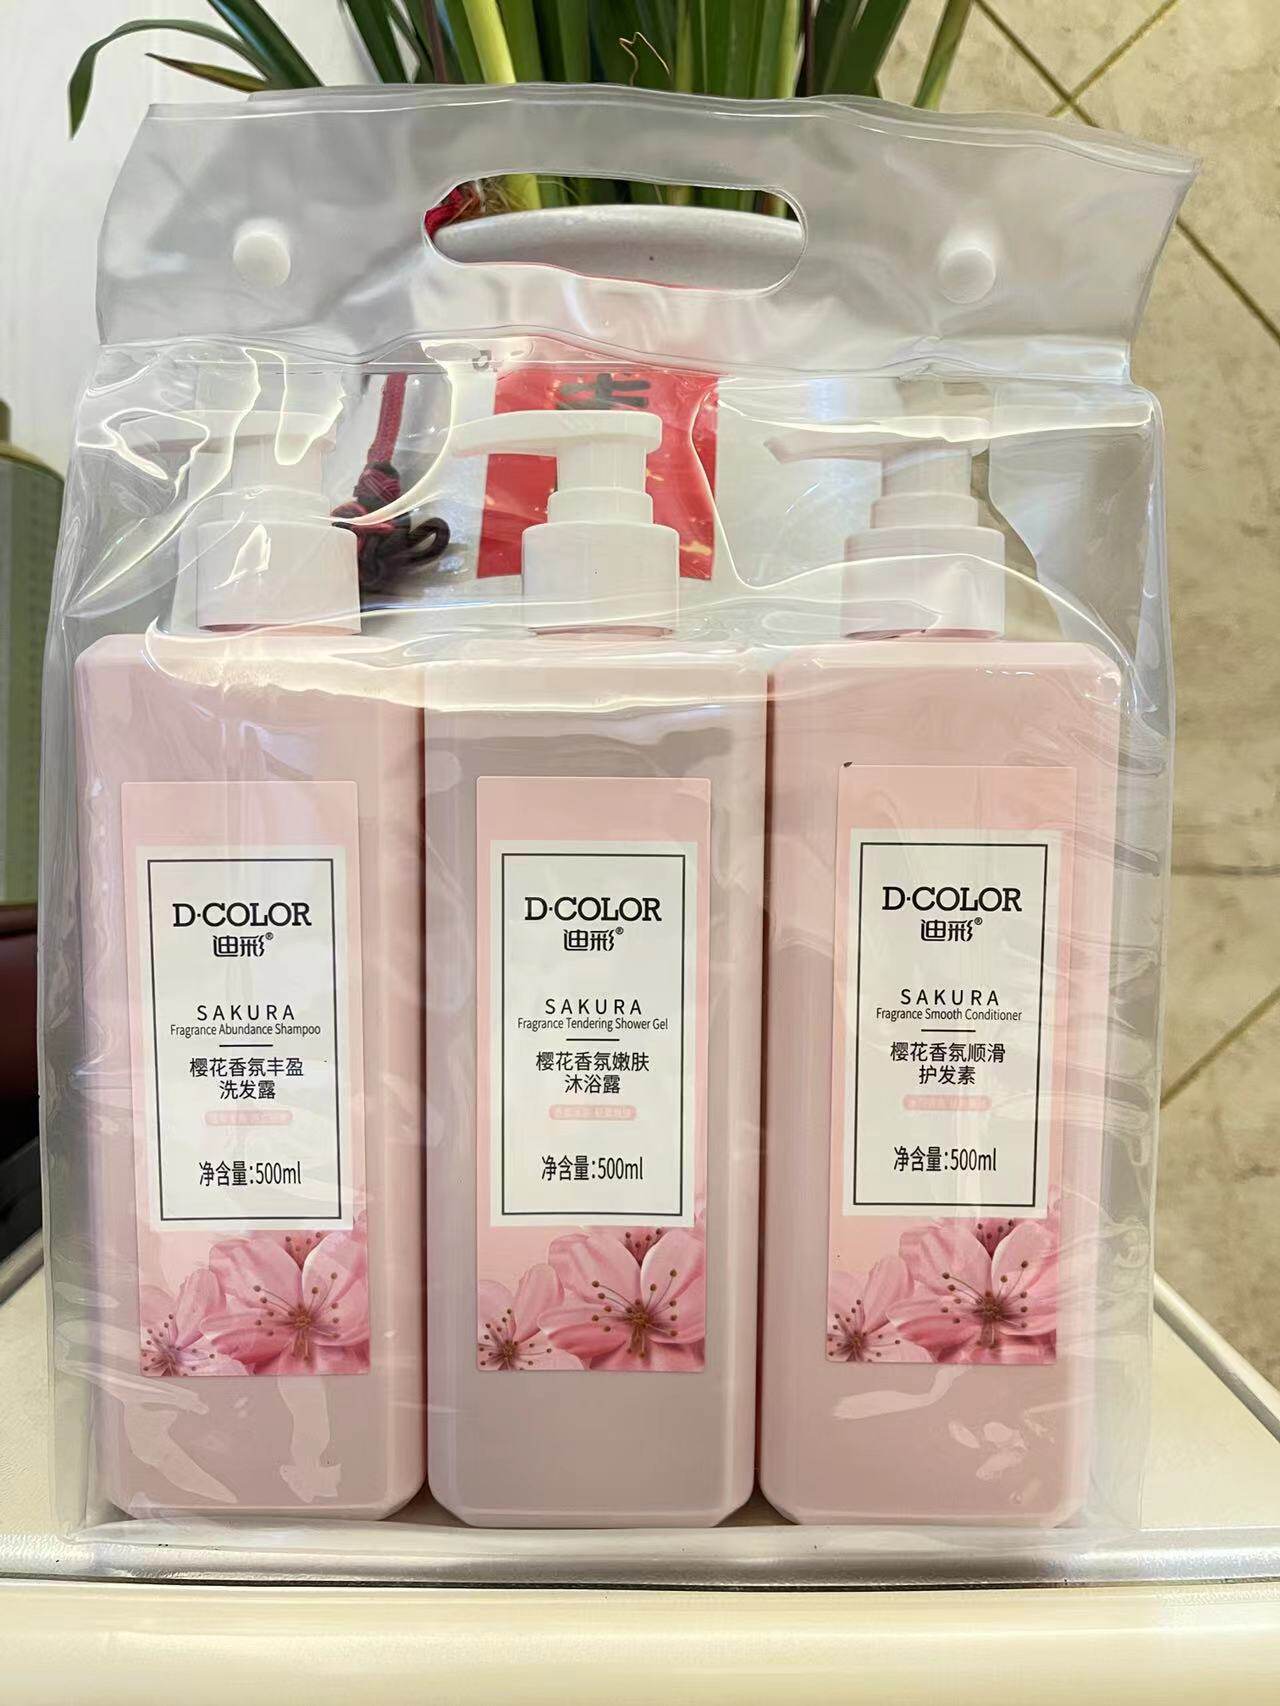 D·COLOR
迪彩®
SAKURA
Fragrance Abundance Shampoo
樱花香氛丰盈
洗发露
净含量:500ml
D·COLOR
迪彩®
SAKURA
Fragrance Tendering Shower Gel
樱花香氛嫩肤
沐浴露
净含量:500ml
D·COLOR
迪彩®
SAKURA
Fragrance Smooth Conditioner
樱花香氛顺滑
护发素
净含量:500ml